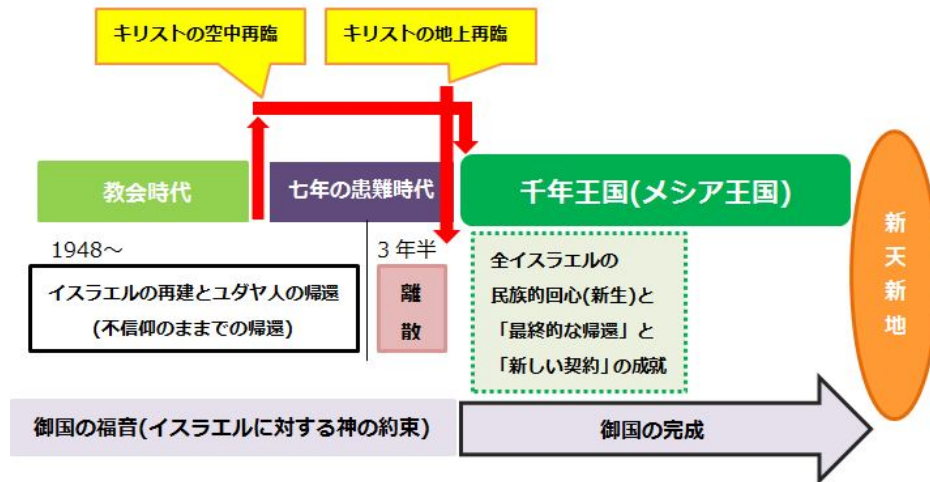 キリストの空中再臨
キリストの地上再臨
教会時代
七年の患難時代
千年王国(メシア王国)
新天新地
1948～
イスラエルの再建とユダヤ人の帰還
(不信仰のままでの帰還)
3年半
離散
全イスラエルの
民族的回心(新生)と
「最終的な帰還」と
「新しい契約」の成就
御国の福音(イスラエルに対する神の約束)
御国の完成